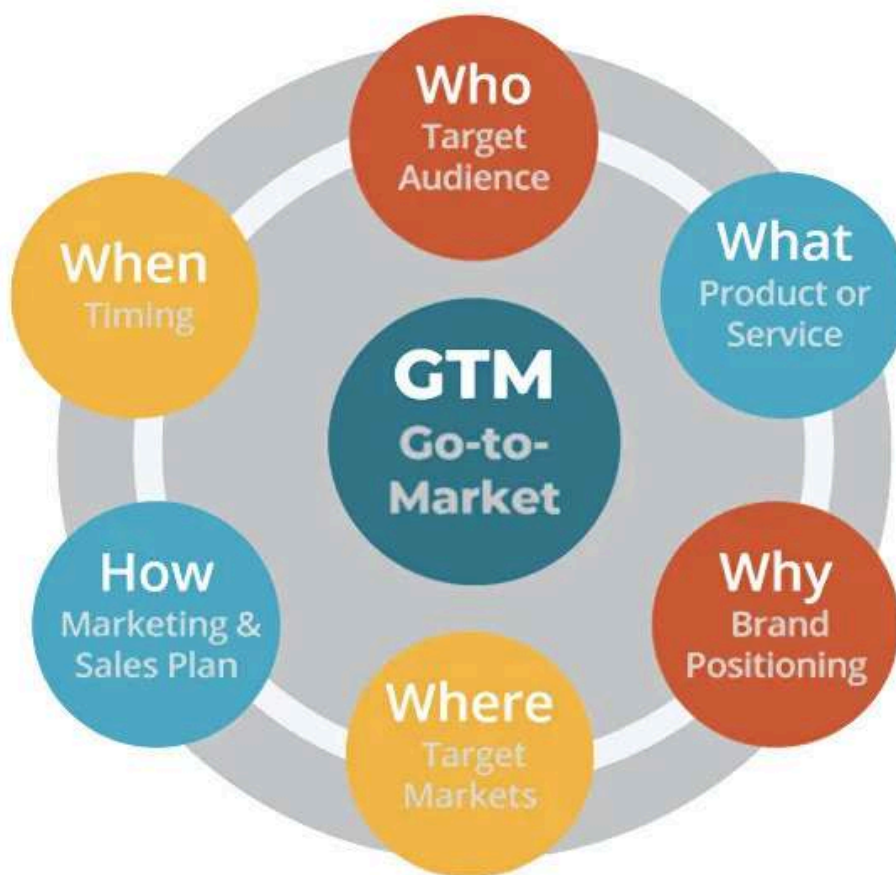 Who
Target
Audience
What
Product or
Service
Why
Brand
Positioning
Where
Target
Markets
How
Marketing &
Sales Plan
When
Timing
GTM
Go-to-
Market